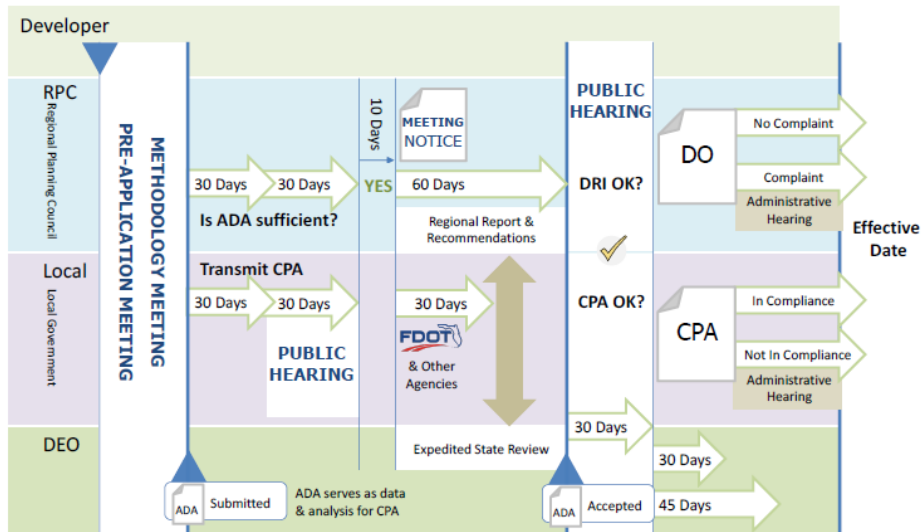 Developer
RPC
Regional Planning
Council
PRE-APPLICATION MEETING
METHODOLOGY MEETING
30 Days
30 Days
Is ADA sufficient?
10 Days
YES
MEETING
NOTICE
60 Days
Regional Report &
Recommendations
PUBLIC
HEARING
DRI OK?
DO
No Complaint
Complaint
Administrative
Hearing
Effective
Date
Local
Local Government
Transmit CPA
30 Days
30 Days
PUBLIC
HEARING
30 Days
FDOT
& Other
Agencies
CPA OK?
CPA
In Compliance
Not In Compliance
Administrative
Hearing
30 Days
Expedited State Review
DEO
30 Days
45 Days
ADA
Submitted
ADA serves as data
& analysis for CPA
ADA
Accepted